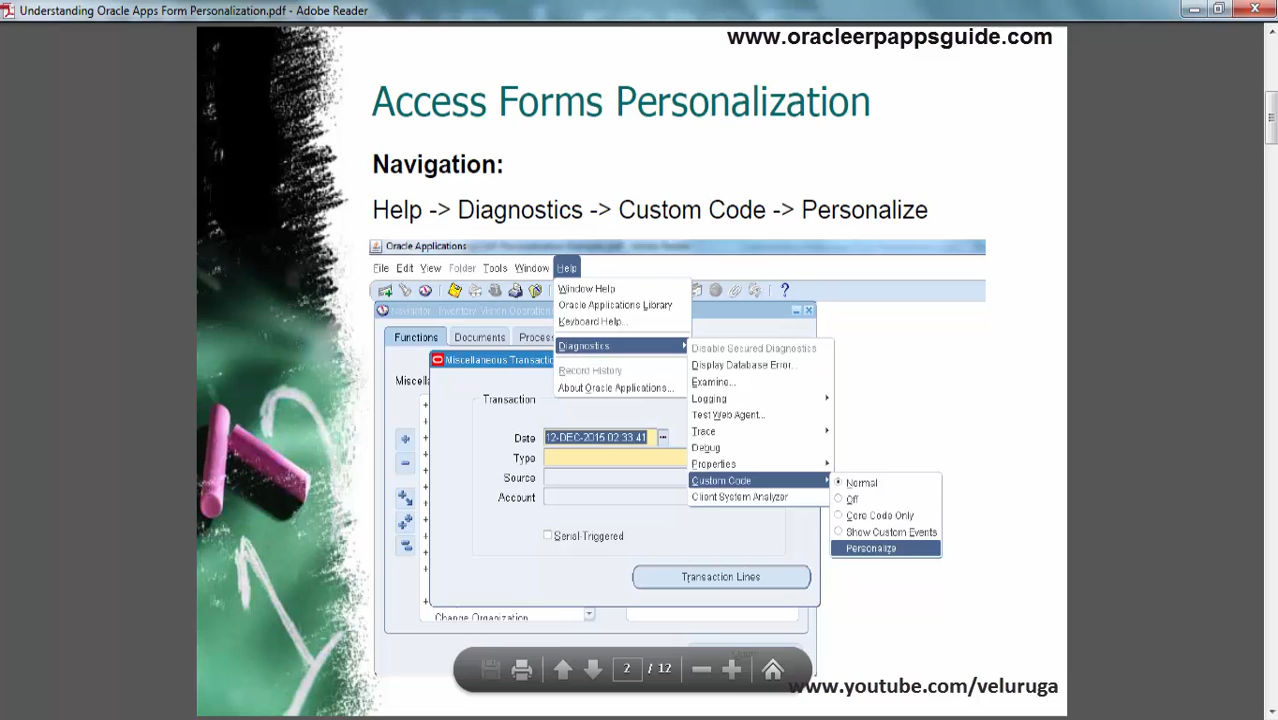 Understanding Oracle Apps Form Personalization.pdf - Adobe Reader
www.oracleerpappsguide.com
Access Forms Personalization
Navigation:
Help -> Diagnostics -> Custom Code -> Personalize
Oracle Applications
File Edit View Folder Tools Window Help
Window Help
Oracle Applications Library
Keyboard Help...
Diagnostics
Record History
About Oracle Applications...
Navigator - Inventory Vision Operations
Functions Documents
Disable Secured Diagnostics
Display Database Error...
Examine...
Logging
Test Web Agent...
Trace
Debug
Properties
Custom Code
Client System Analyzer
Normal
Off
Core Code Only
Show Custom Events
Personalize
Miscellaneous
Transaction
Date 12-DEC-2015 02:33:41
Type
Source
Account
Serial-Triggered
Transaction Lines
Change Organization
2 / 12
www.youtube.com/veluruga